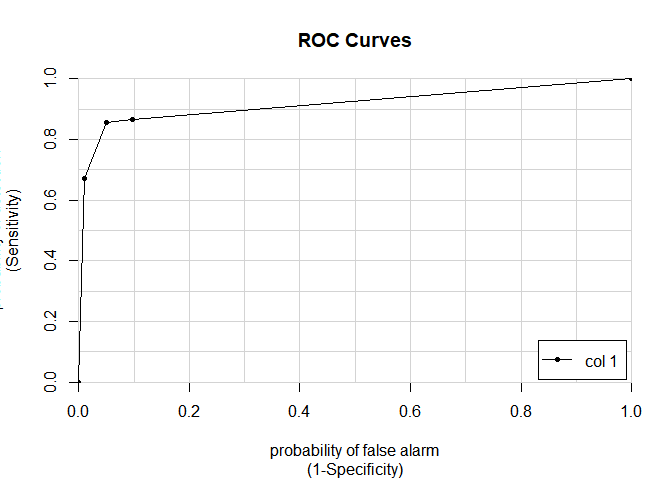 ROC Curves
1.0
0.8
0.6
0.4
0.2
0.0
(Sensitivity)
col 1
0.0 0.2 0.4 0.6 0.8 1.0
probability of false alarm
(1-Specificity)